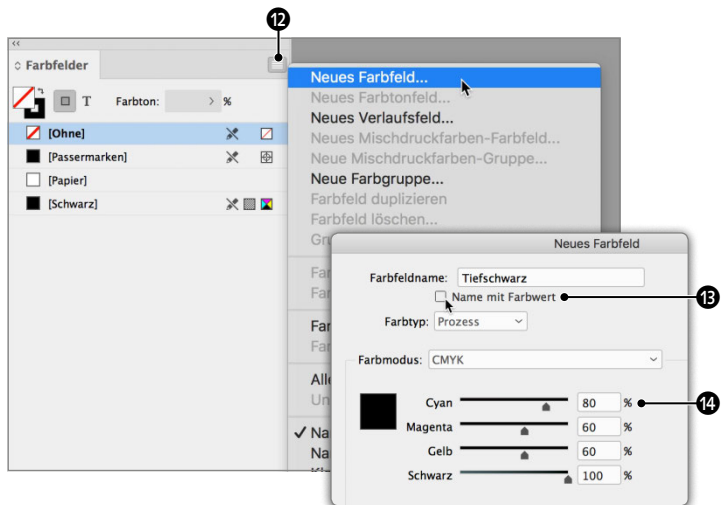 12
<<
Farbfelder
T Farbton: > %
[Ohne]
[Passermarken]
[Papier]
[Schwarz]
Neues Farbfeld...
Neues Farbtonfeld...
Neues Verlaufsfeld...
Neues Mischdruckfarben-Farbfeld...
Neue Mischdruckfarben-Gruppe...
Neue Farbgruppe...
Farbfeld duplizieren
Farbfeld löschen...
Neues Farbfeld
Farbfeldname: Tiefschwarz
Name mit Farbwert 13
Farbtyp: Prozess
Farbmodus: CMYK
Cyan 80 % 14
Magenta 60 %
Gelb 60 %
Schwarz 100 %